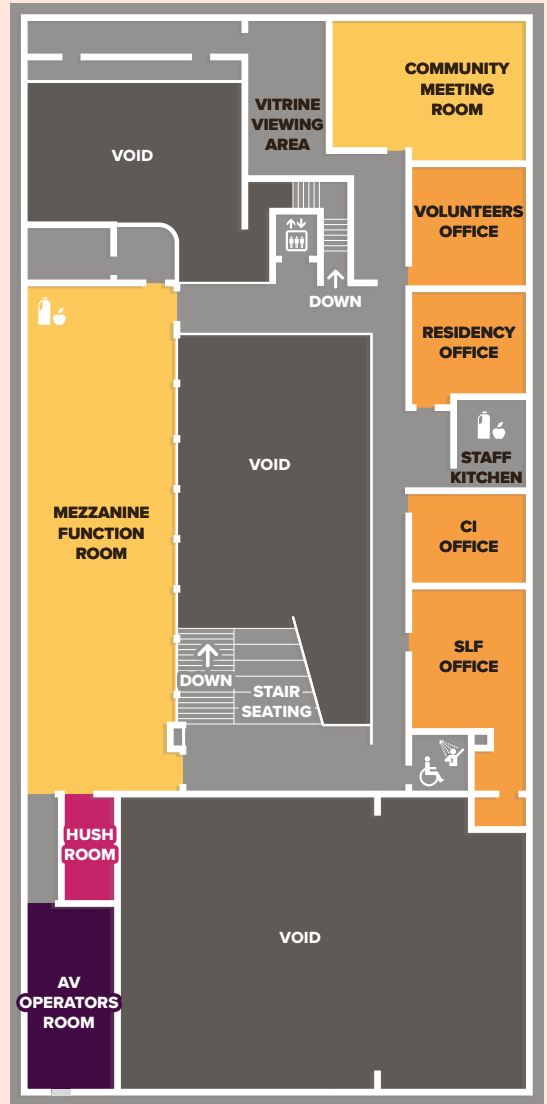 COMMUNITY
MEETING
ROOM
VITRINE
VIEWING
AREA
VOID
VOLUNTEERS
OFFICE
DOWN
RESIDENCY
OFFICE
VOID
STAFF
KITCHEN
MEZZANINE
FUNCTION
ROOM
CI
OFFICE
SLF
OFFICE
DOWN
STAIR
SEATING
HUSH
ROOM
VOID
AV
OPERATORS
ROOM